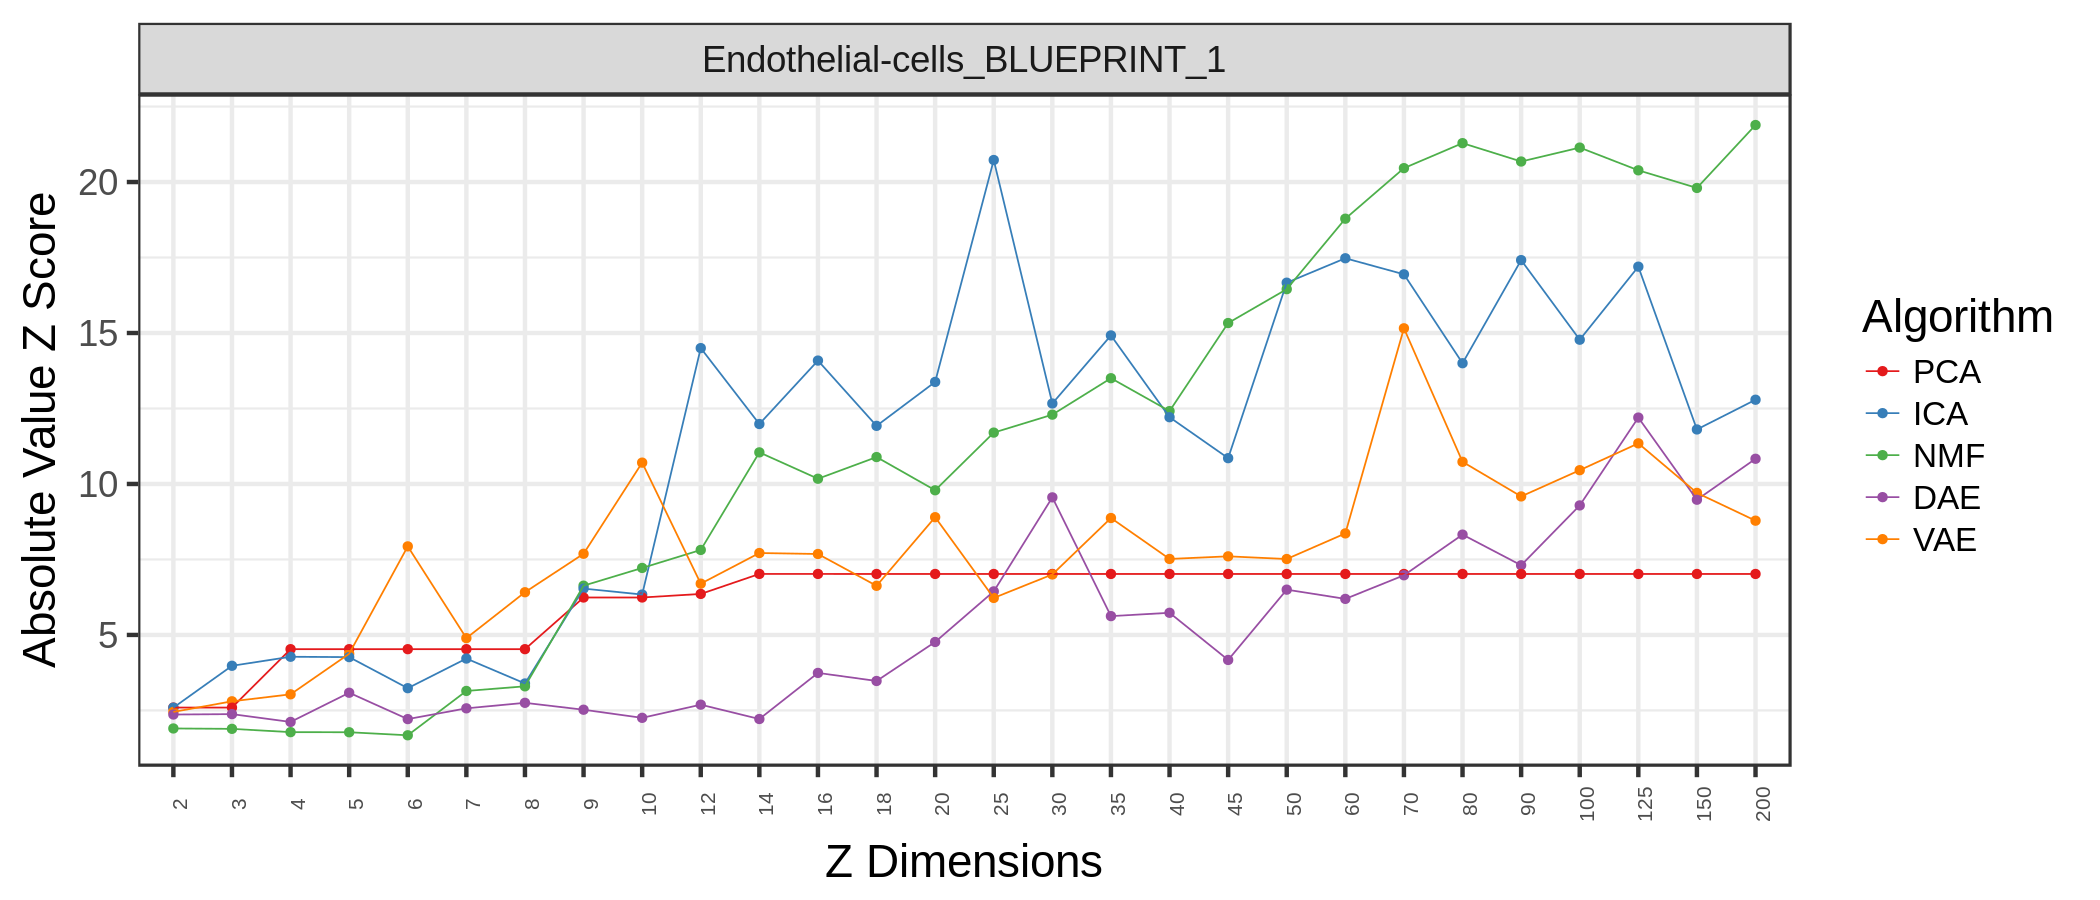 Endothelial-cells_BLUEPRINT_1
Absolute Value Z Score
20
15
10
5
2 3 4 5 6 7 8 9 10 12 14 16 18 20 25 30 35 40 45 50 60 70 80 90 100 125 150 200
Z Dimensions
Algorithm
PCA
ICA
NMF
DAE
VAE